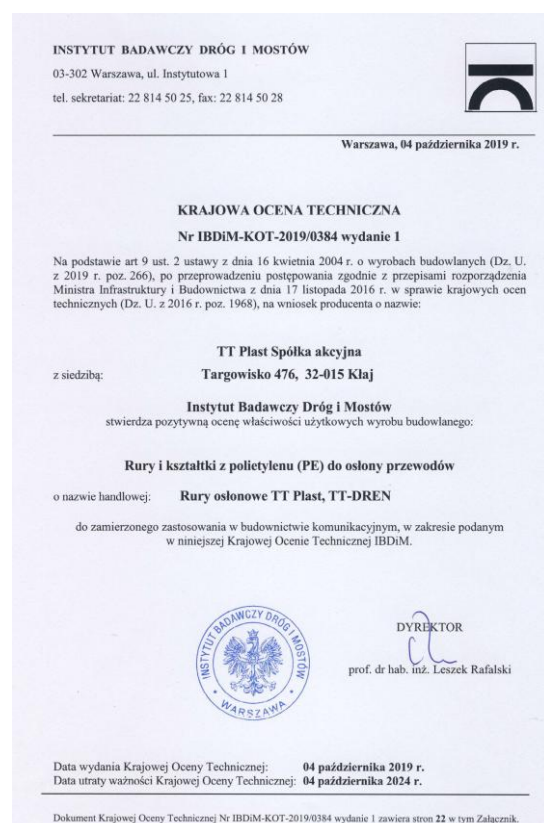 INSTYTUT BADAWCZY DRÓG I MOSTÓW
03-302 Warszawa, ul. Instytutowa 1
tel. sekretariat: 22 814 50 25, fax: 22 814 50 28
Warszawa, 04 października 2019 r.
KRAJOWA OCENA TECHNICZNA
Nr IBDiM-KOT-2019/0384 wydanie 1
Na podstawie art 9 ust. 2 ustawy z dnia 16 kwietnia 2004 r. o wyrobach budowlanych (Dz. U.
z 2019 r. poz. 266), po przeprowadzeniu postępowania zgodnie z przepisami rozporządzenia
Ministra Infrastruktury i Budownictwa z dnia 17 listopada 2016 r. w sprawie krajowych ocen
technicznych (Dz. U. z 2016 r. poz. 1968), na wniosek producenta o nazwie:
TT Plast Spółka akcyjna
z siedzibą: Targowisko 476, 32-015 Kłaj
Instytut Badawczy Dróg i Mostów
stwierdza pozytywną ocenę właściwości użytkowych wyrobu budowlanego:
Rury i kształtki z polietylenu (PE) do osłony przewodów
o nazwie handlowej: Rury osłonowe TT Plast, TT-DREN
do zamierzonego zastosowania w budownictwie komunikacyjnym, w zakresie podanym
w niniejszej Krajowej Ocenie Technicznej IBDiM.
INSTYTUT BADAWCZY DRÓG I MOSTÓW
WARSZAWA
DYREKTOR
prof. dr hab. inż. Leszek Rafalski
Data wydania Krajowej Oceny Technicznej: 04 października 2019 r.
Data utraty ważności Krajowej Oceny Technicznej: 04 października 2024 r.
Dokument Krajowej Oceny Technicznej Nr IBDiM-KOT-2019/0384 wydanie 1 zawiera stron 22 w tym Załącznik.